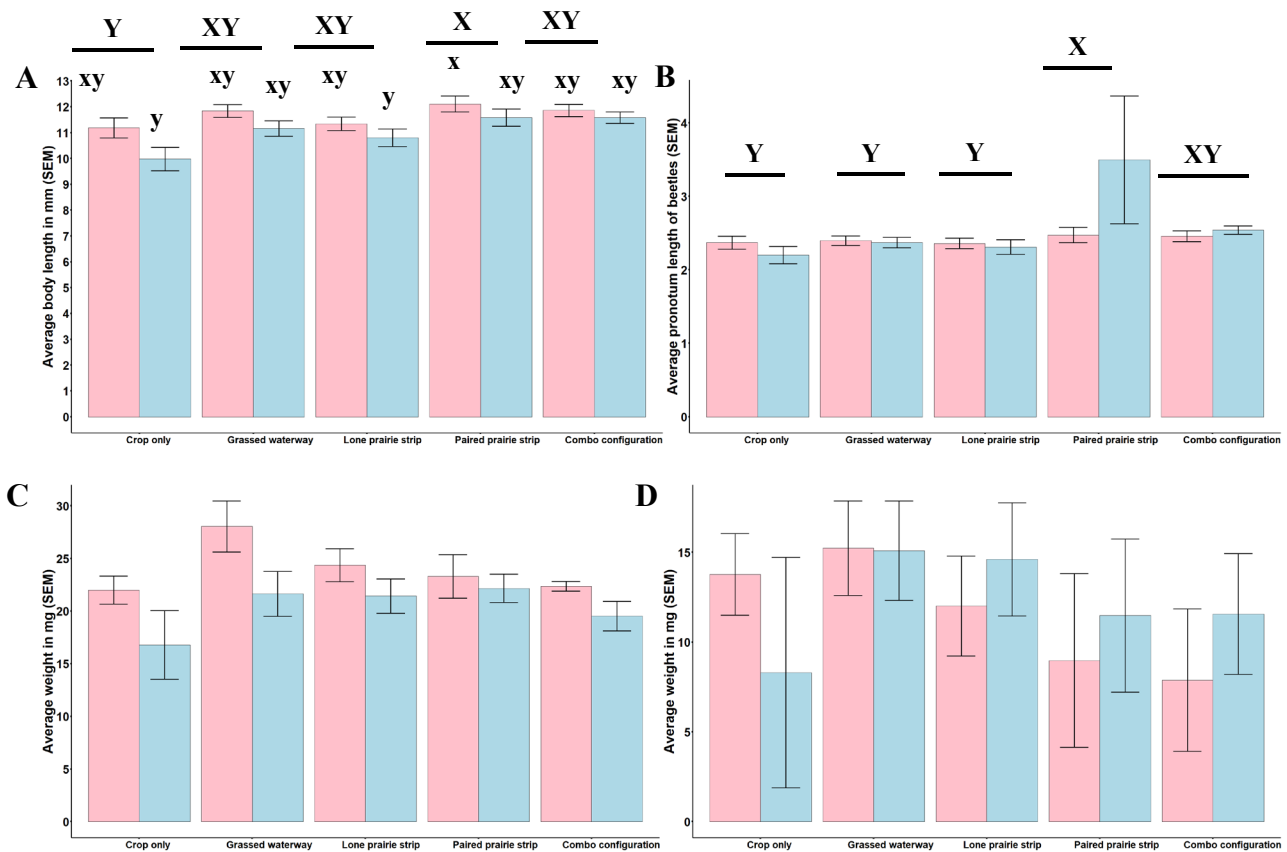 Y XY XY X XY
A
xy xy xy x xy xy
y xy y xy
13
12
11
10
9
8
7
6
5
4
3
2
1
0
Average body length in mm (SEM)
Crop only Grassed waterway Lone prairie strip Paired prairie strip Combo configuration
B
X
Y Y Y XY
4
3
2
1
0
Average pronotum length of beetles (SEM)
Crop only Grassed waterway Lone prairie strip Paired prairie strip Combo configuration
C
30
25
20
15
10
5
0
Average weight in mg (SEM)
Crop only Grassed waterway Lone prairie strip Paired prairie strip Combo configuration
D
15
10
5
0
Average weight in mg (SEM)
Crop only Grassed waterway Lone prairie strip Paired prairie strip Combo configuration